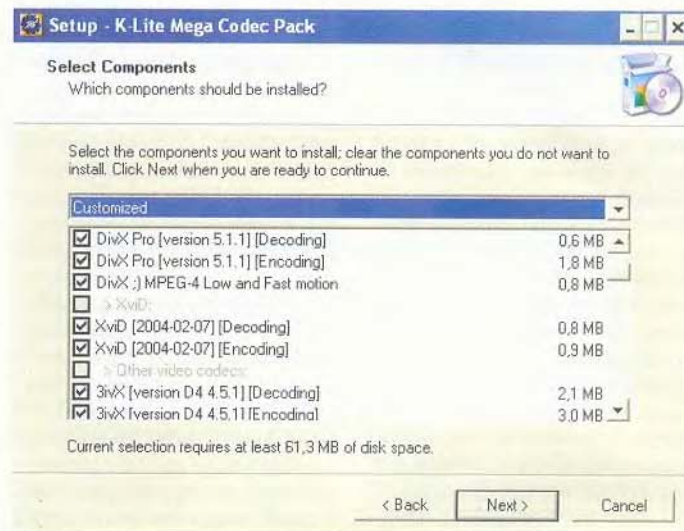 Setup - K-Lite Mega Codec Pack
Select Components
Which components should be installed?
Select the components you want to install; clear the components you do not want to
install. Click Next when you are ready to continue.
Customized
DivX Pro [version 5.1.1] [Decoding] 0,6 MB
DivX Pro [version 5.1.1] [Encoding] 1,8 MB
DivX ;) MPEG-4 Low and Fast motion 0,8 MB
> XviD:
XviD [2004-02-07] [Decoding] 0,8 MB
XviD [2004-02-07] [Encoding] 0,9 MB
> Other video codecs:
3ivX [version D4 4.5.1] [Decoding] 2,1 MB
3ivX [version D4 4.5.1] [Encoding] 3.0 MB
Current selection requires at least 61,3 MB of disk space.
< Back Next > Cancel